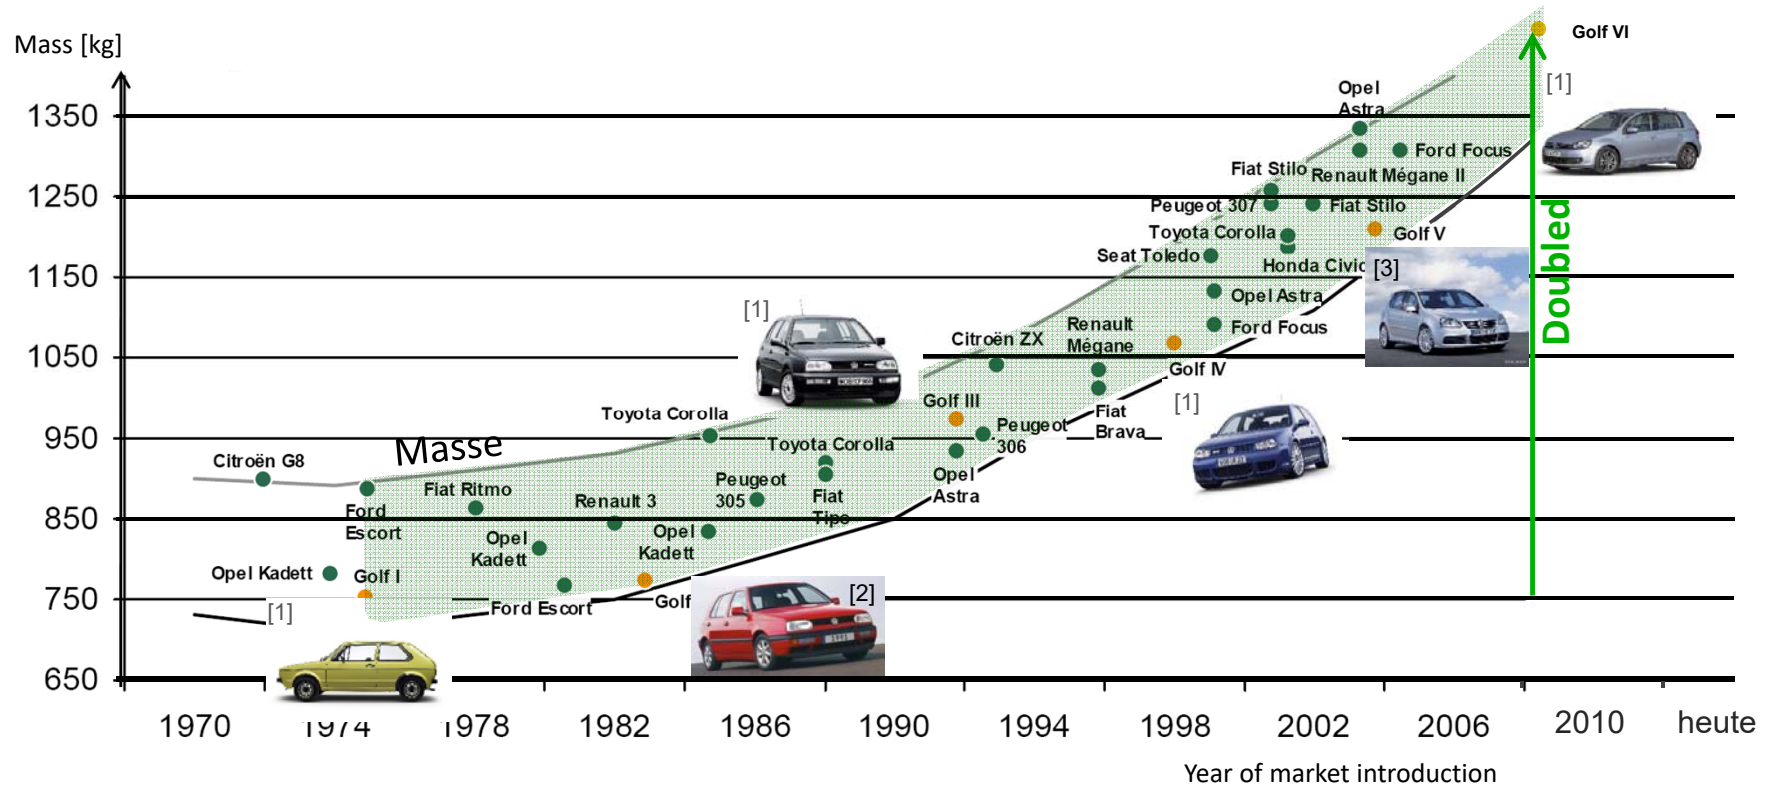 Mass [kg]
Golf VI
[1]
Opel
Astra
1350
Ford Focus
Fiat Stilo
Renault Mégane II
1250
Peugeot 307
Fiat Stilo
Toyota Corolla
Golf V
Seat Toledo
Honda Civic
[3]
Doubled
1150
Opel Astra
[1]
Renault
Mégane
Ford Focus
Citroën ZX
1050
Golf IV
[1]
Golf III
Toyota Corolla
Fiat
Brava
Peugeot
306
950
Masse
Toyota Corolla
Citroën G8
Opel
Astra
Fiat Ritmo
Renault 3
Peugeot
305
Fiat
Tipo
Ford
Escort
850
Opel
Kadett
Opel
Kadett
Opel Kadett
Golf I
750
[1]
Ford Escort
Golf
[2]
650
1970
1974
1978
1982
1986
1990
1994
1998
2002
2006
2010
heute
Year of market introduction